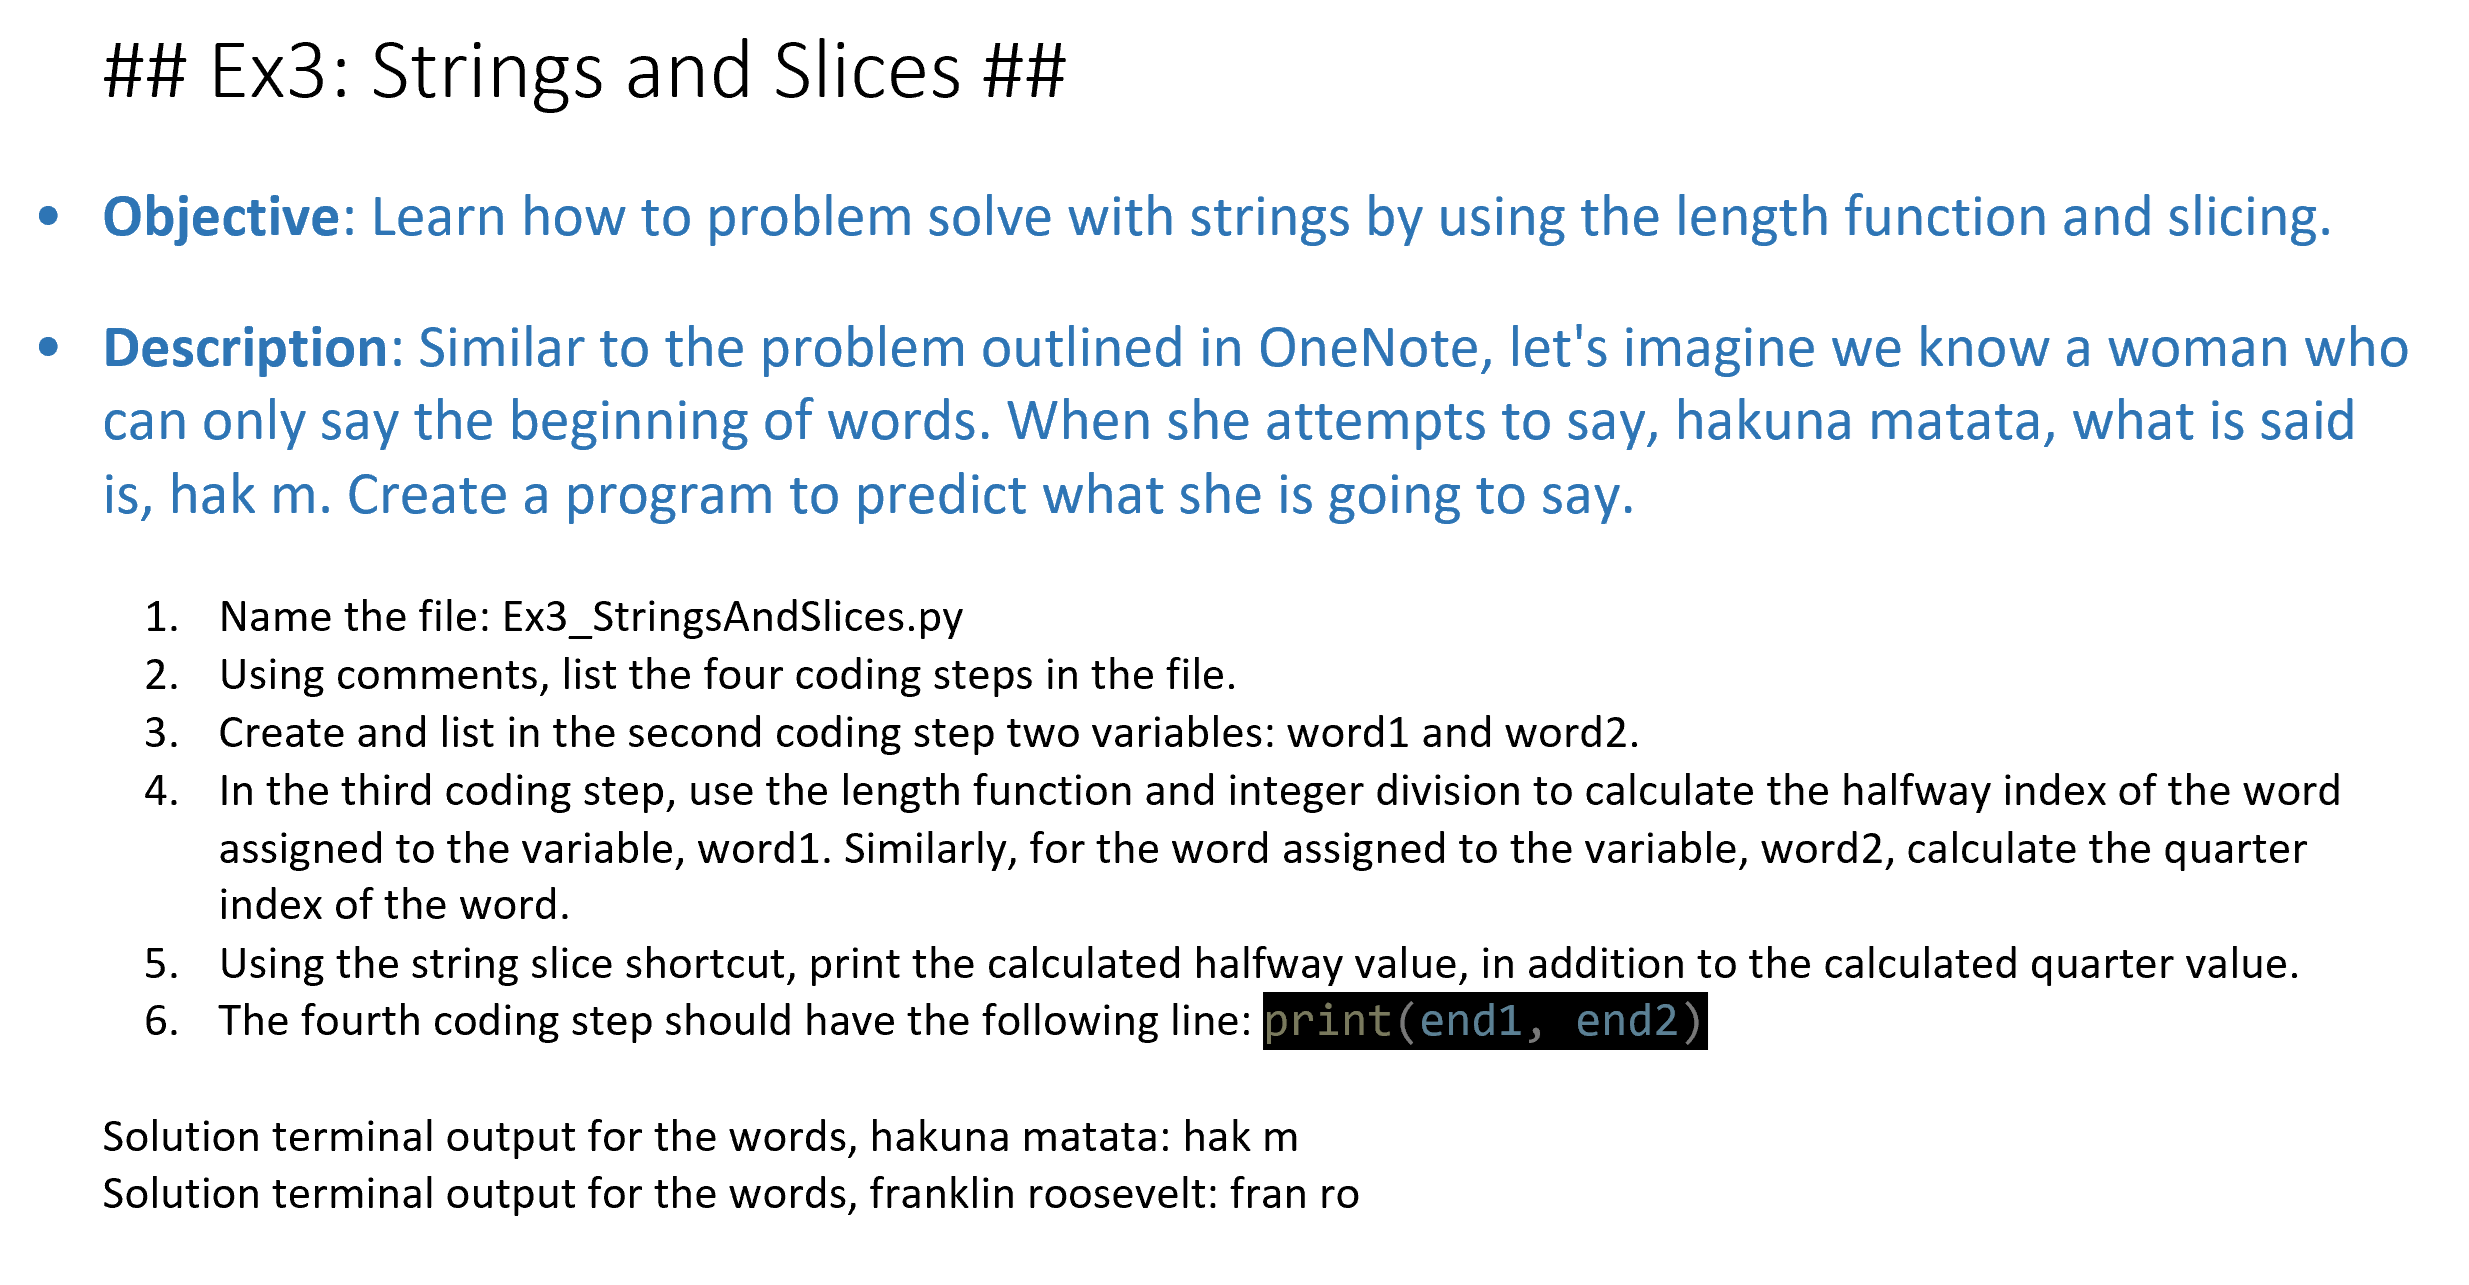 ## Ex3: Strings and Slices ##
• Objective: Learn how to problem solve with strings by using the length function and slicing.
• Description: Similar to the problem outlined in OneNote, let's imagine we know a woman who
can only say the beginning of words. When she attempts to say, hakuna matata, what is said
is, hak m. Create a program to predict what she is going to say.
1. Name the file: Ex3_StringsAndSlices.py
2. Using comments, list the four coding steps in the file.
3. Create and list in the second coding step two variables: word1 and word2.
4. In the third coding step, use the length function and integer division to calculate the halfway index of the word
assigned to the variable, word1. Similarly, for the word assigned to the variable, word2, calculate the quarter
index of the word.
5. Using the string slice shortcut, print the calculated halfway value, in addition to the calculated quarter value.
6. The fourth coding step should have the following line: print(end1, end2)
Solution terminal output for the words, hakuna matata: hak m
Solution terminal output for the words, franklin roosevelt: fran ro